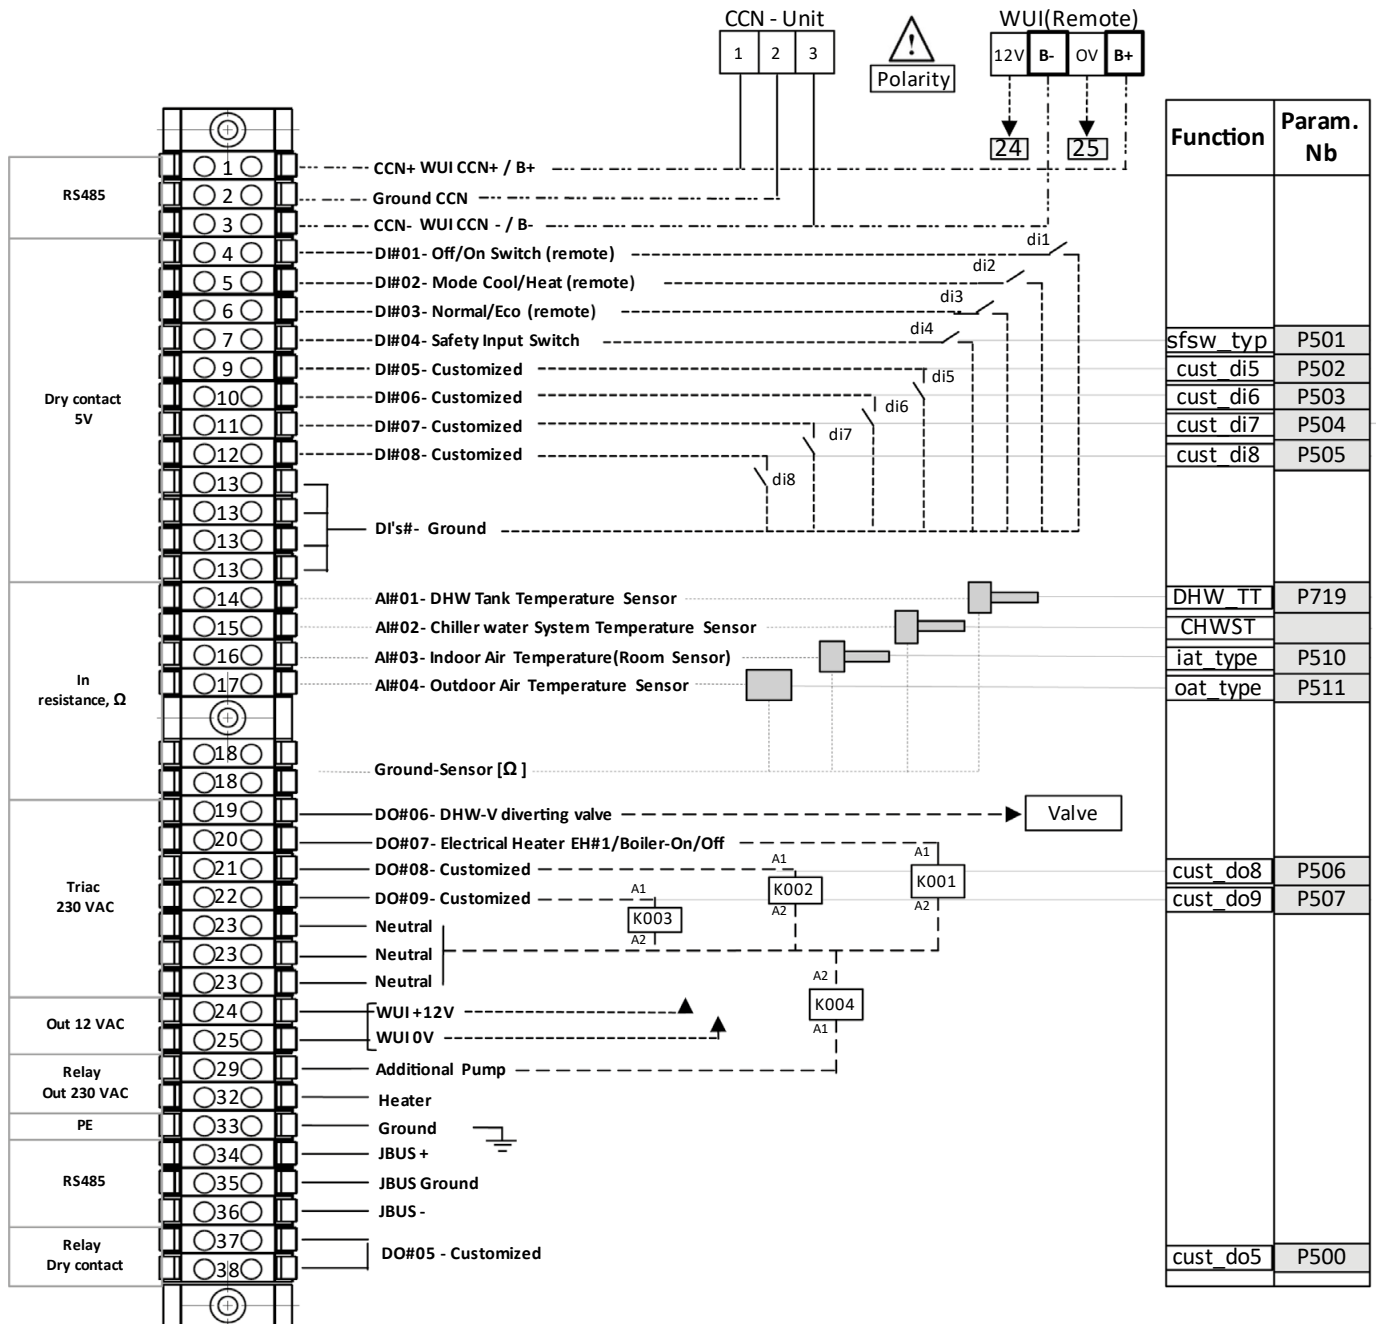 CCN - Unit
WUI(Remote)
1 2 3
Polarity
12V B- OV B+
24 25
Function Param. Nb
RS485
1 CCN+ WUI CCN+ / B+
2 Ground CCN
3 CCN- WUI CCN - / B-
Dry contact
5V
4 DI#01- Off/On Switch (remote) di1
5 DI#02- Mode Cool/Heat (remote) di2
6 DI#03- Normal/Eco (remote) di3
7 DI#04- Safety Input Switch di4 sfsw_typ P501
9 DI#05- Customized di5 cust_di5 P502
10 DI#06- Customized di6 cust_di6 P503
11 DI#07- Customized di7 cust_di7 P504
12 DI#08- Customized di8 cust_di8 P505
13
13
DI's#- Ground
13
13
In
resistance, Ω
14 AI#01- DHW Tank Temperature Sensor DHW_TT P719
15 AI#02- Chiller water System Temperature Sensor CHWST
16 AI#03- Indoor Air Temperature(Room Sensor) iat_type P510
17 AI#04- Outdoor Air Temperature Sensor oat_type P511
18
18
Ground-Sensor [Ω ]
Triac
230 VAC
19 DO#06- DHW-V diverting valve Valve
20 DO#07- Electrical Heater EH#1/Boiler-On/Off A1 K001 A2
21 DO#08- Customized A1 K002 A2 cust_do8 P506
22 DO#09- Customized A1 K003 A2 cust_do9 P507
23 Neutral
23 Neutral
23 Neutral
A2 K004 A1
Out 12 VAC
24 WUI +12V
25 WUI 0V
Relay
Out 230 VAC
29 Additional Pump
32 Heater
PE
33 Ground
RS485
34 JBUS +
35 JBUS Ground
36 JBUS -
Relay
Dry contact
37
38
DO#05 - Customized cust_do5 P500